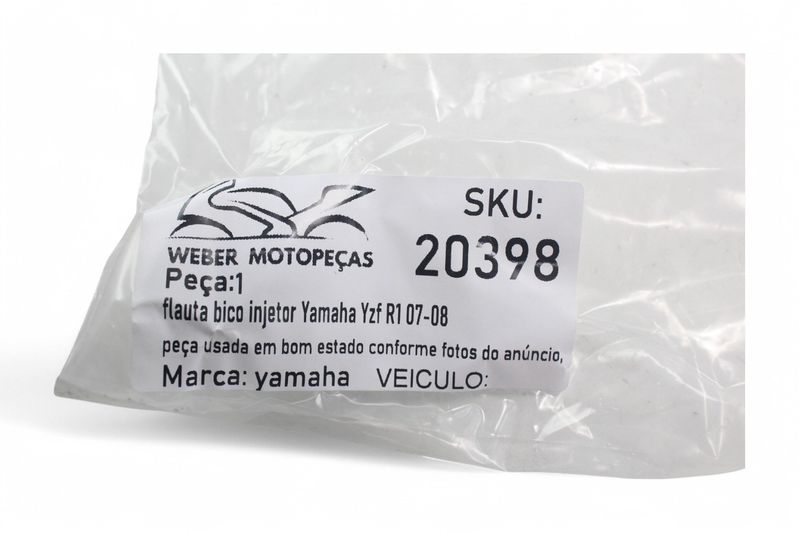 WEBER MOTOPEÇAS
SKU:
20398
Peça:1
flauta bico injetor Yamaha Yzf R1 07-08
peça usada em bom estado conforme fotos do anúncio,
Marca: yamaha VEICULO: